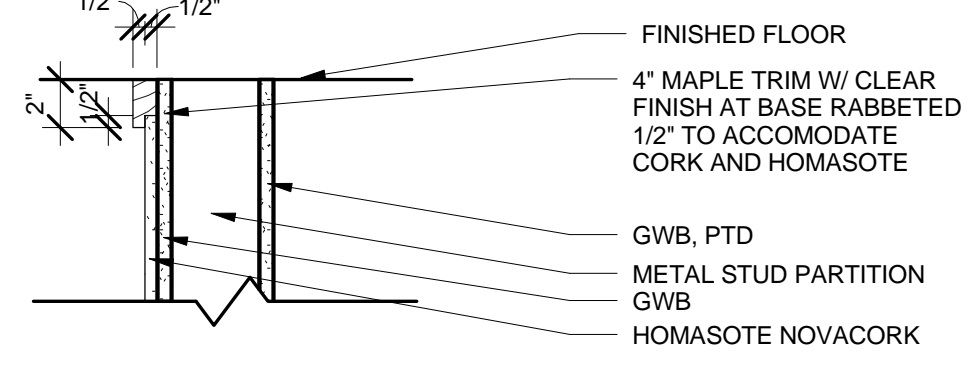 1/2" 1/2"
2"
1/2"
FINISHED FLOOR
4" MAPLE TRIM W/ CLEAR
FINISH AT BASE RABBETED
1/2" TO ACCOMODATE
CORK AND HOMASOTE
GWB, PTD
METAL STUD PARTITION
GWB
HOMASOTE NOVACORK